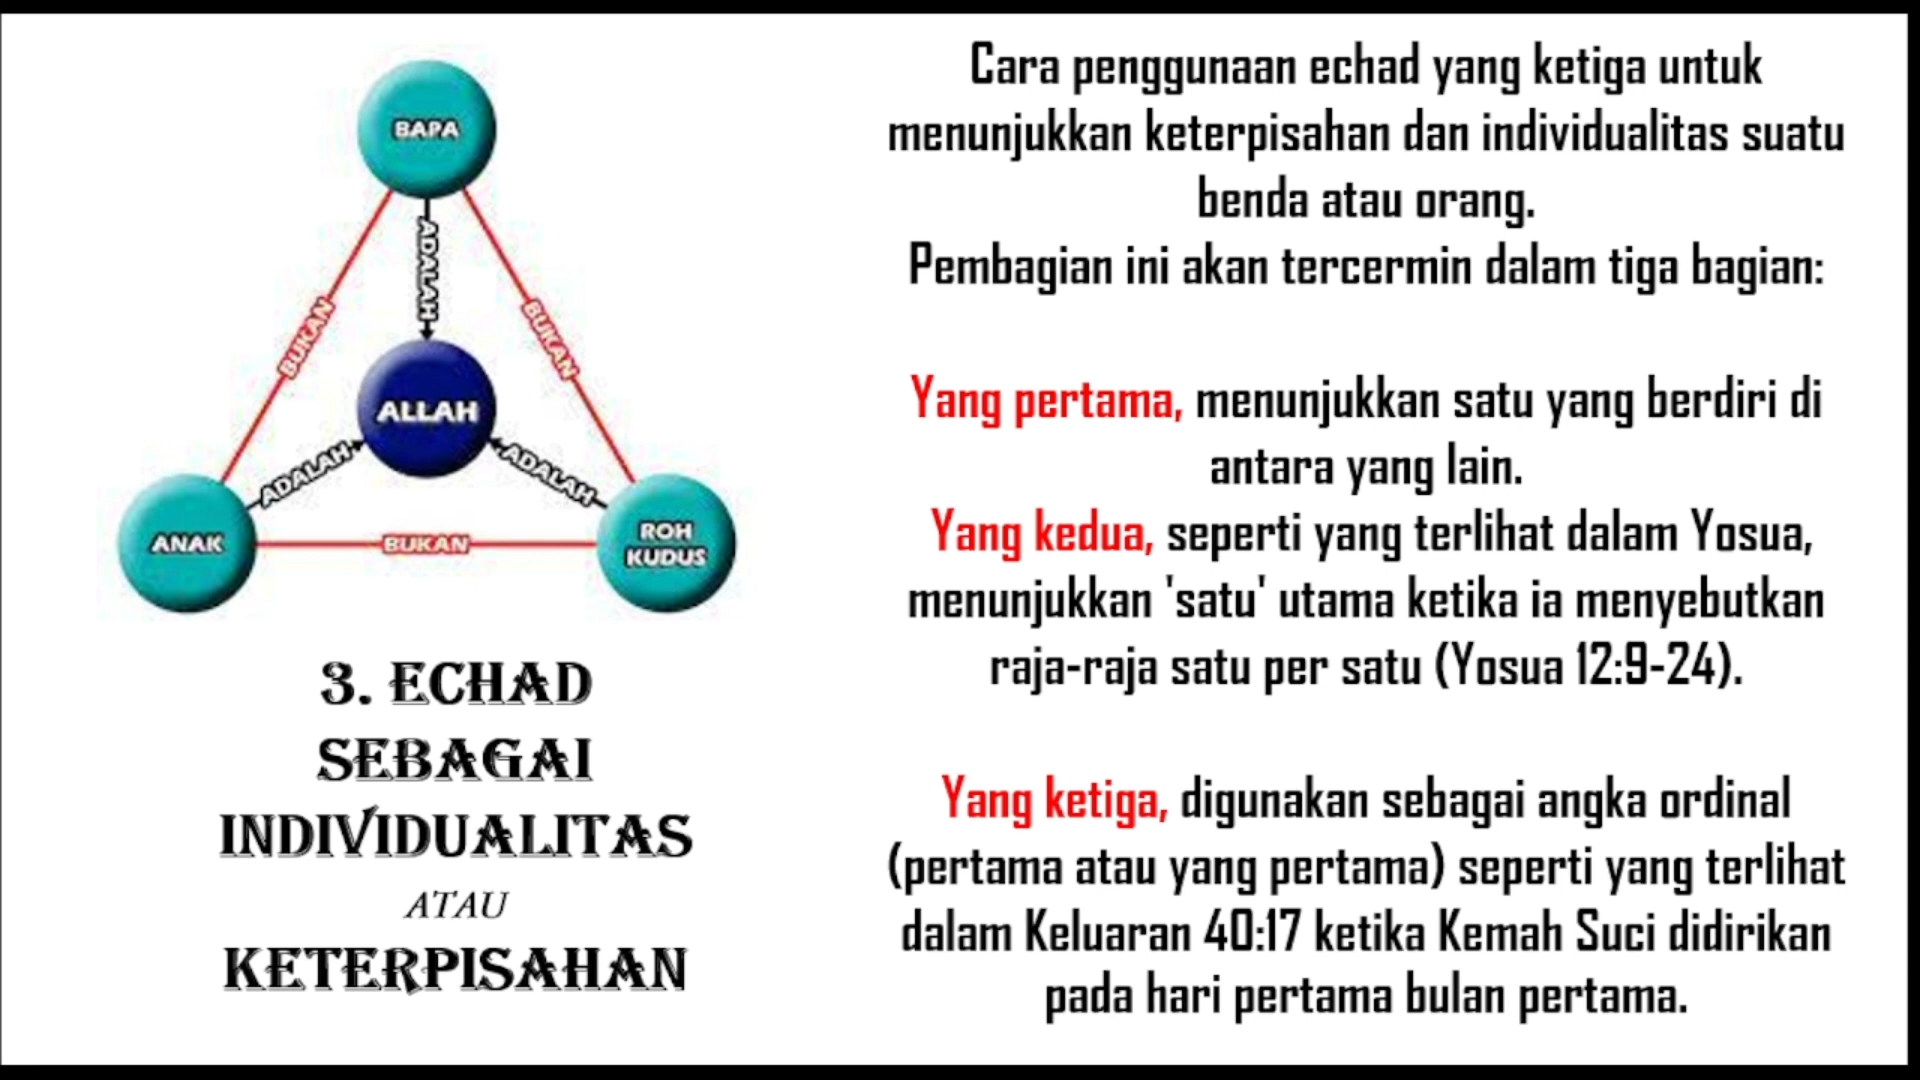 BAPA
ADALAH
BUKAN
BUKAN
ALLAH
ADALAH
ADALAH
ANAK
BUKAN
ROH
KUDUS
3. ECHAD
SEBAGAI
INDIVIDUALITAS
ATAU
KETERPISAHAN
Cara penggunaan echad yang ketiga untuk
menunjukkan keterpisahan dan individualitas suatu
benda atau orang.
Pembagian ini akan tercermin dalam tiga bagian:
Yang pertama, menunjukkan satu yang berdiri di
antara yang lain.
Yang kedua, seperti yang terlihat dalam Yosua,
menunjukkan 'satu' utama ketika ia menyebutkan
raja-raja satu per satu (Yosua 12:9-24).
Yang ketiga, digunakan sebagai angka ordinal
(pertama atau yang pertama) seperti yang terlihat
dalam Keluaran 40:17 ketika Kemah Suci didirikan
pada hari pertama bulan pertama.